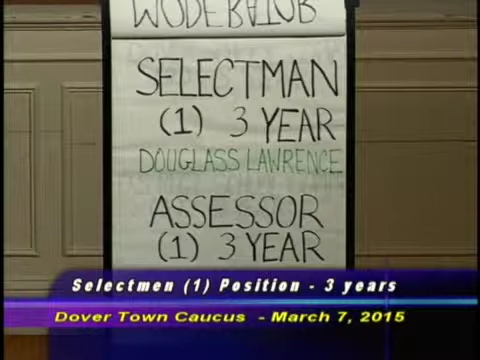 MODERATOR
SELECTMAN
(1) 3 YEAR
DOUGLASS LAWRENCE
ASSESSOR
(1) 3 YEAR
Selectmen (1) Position - 3 years
Dover Town Caucus - March 7, 2015